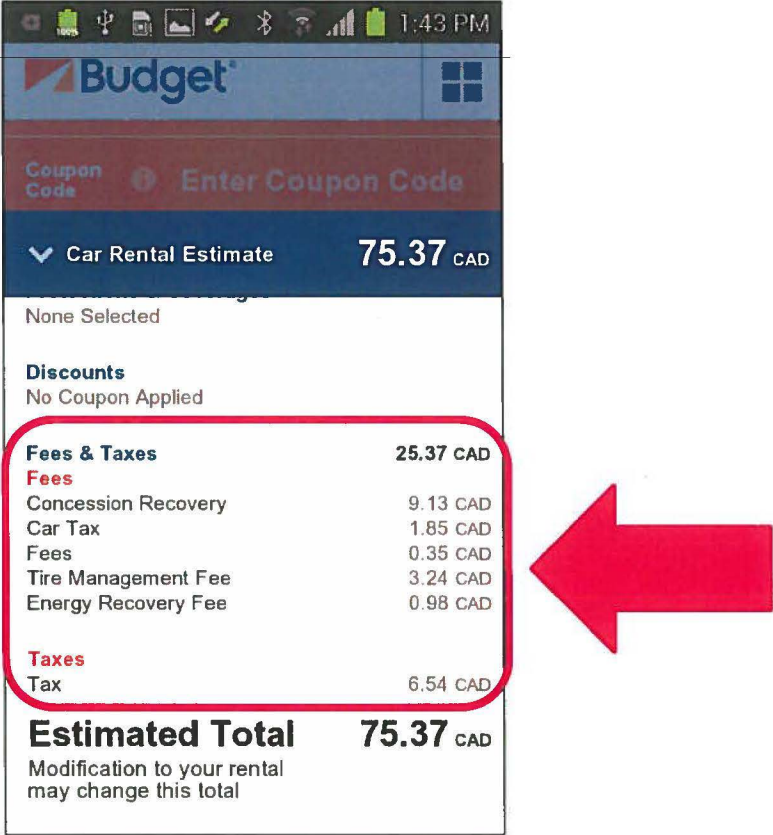 100%
1:43 PM
Budget
Coupon Code Enter Coupon Code
Car Rental Estimate 75.37 CAD
None Selected
Discounts
No Coupon Applied
Fees & Taxes 25.37 CAD
Fees
Concession Recovery 9.13 CAD
Car Tax 1.85 CAD
Fees 0.35 CAD
Tire Management Fee 3.24 CAD
Energy Recovery Fee 0.98 CAD
Taxes
Tax 6.54 CAD
Estimated Total 75.37 CAD
Modification to your rental
may change this total